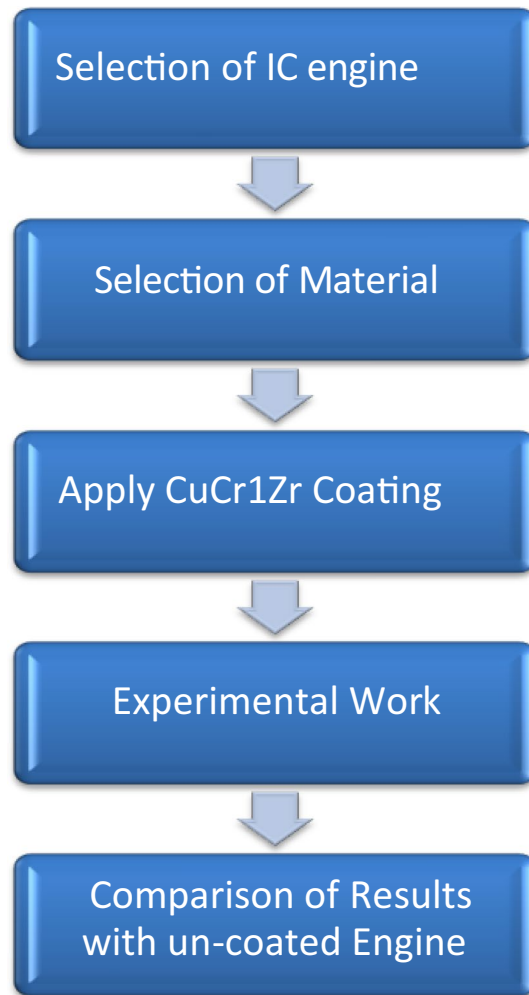 Selection of IC engine
Selection of Material
Apply CuCr1Zr Coating
Experimental Work
Comparison of Results
with un-coated Engine